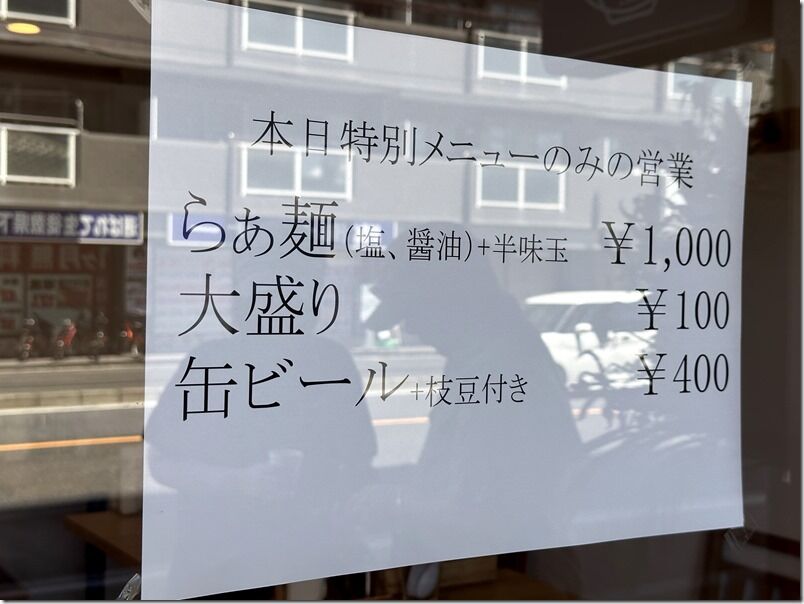 本日特別メニューのみの営業
らぁ麺(塩、醤油)+半味玉 ￥1,000
大盛り ￥100
缶ビール+枝豆付き ￥400